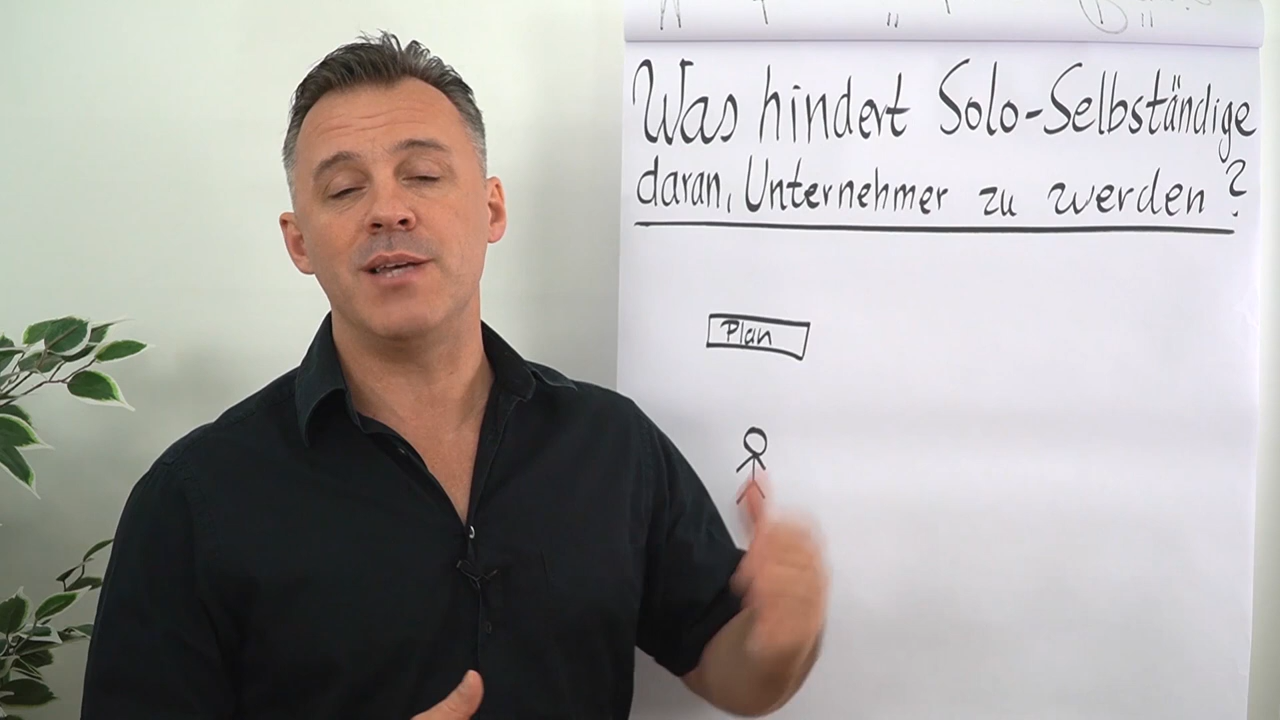 Was hindert Solo-Selbständige
daran, Unternehmer zu werden?
Plan